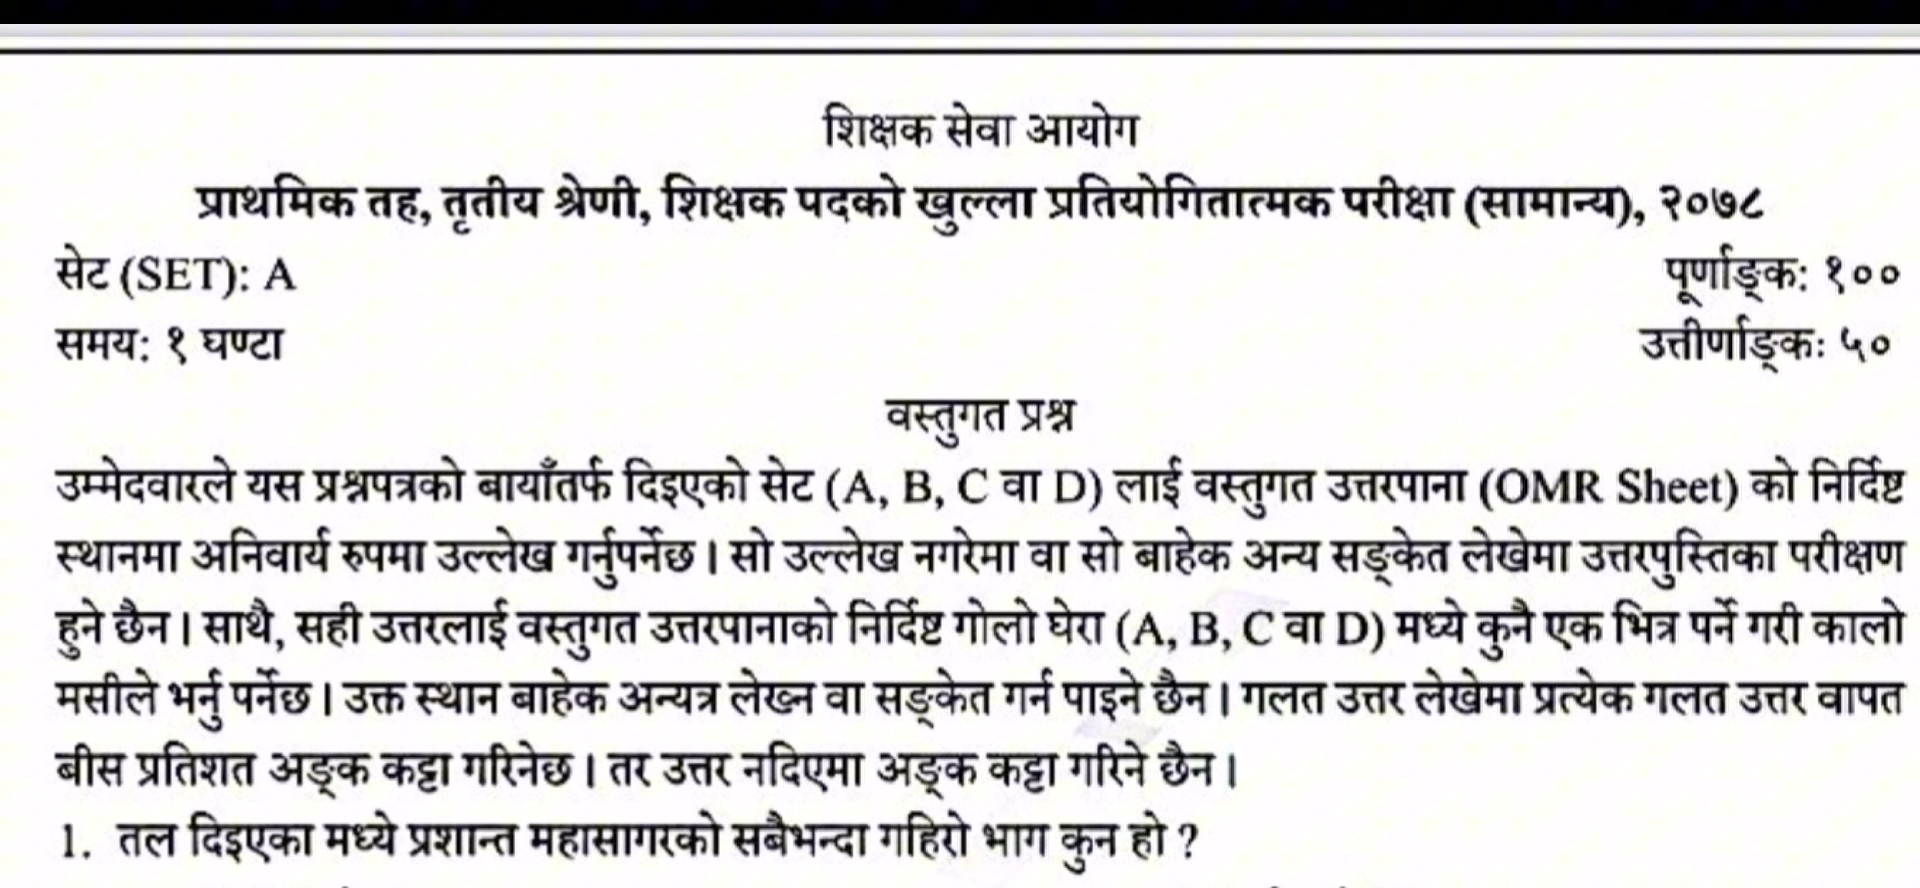 शिक्षक सेवा आयोग
प्राथमिक तह, तृतीय श्रेणी, शिक्षक पदको खुल्ला प्रतियोगितात्मक परीक्षा (सामान्य), २०७८
सेट (SET): A
पूर्णाङ्क: १००
समय: १ घण्टा
उत्तीर्णाङ्क: ५०
वस्तुगत प्रश्न
उम्मेदवारले यस प्रश्नपत्रको बायाँतर्फ दिइएको सेट (A, B, C वा D) लाई वस्तुगत उत्तरपाना (OMR Sheet) को निर्दिष्ट
स्थानमा अनिवार्य रुपमा उल्लेख गर्नुपर्नेछ । सो उल्लेख नगरेमा वा सो बाहेक अन्य सङ्केत लेखेमा उत्तरपुस्तिका परीक्षण
हुने छैन । साथै, सही उत्तरलाई वस्तुगत उत्तरपानाको निर्दिष्ट गोलो घेरा (A, B, C वा D) मध्ये कुनै एक भित्र पर्ने गरी कालो
मसीले भर्नु पर्नेछ । उक्त स्थान बाहेक अन्यत्र लेख्न वा सङ्केत गर्न पाइने छैन । गलत उत्तर लेखेमा प्रत्येक गलत उत्तर वापत
बीस प्रतिशत अङ्क कट्टा गरिनेछ । तर उत्तर नदिएमा अङ्क कट्टा गरिने छैन ।
1. तल दिइएका मध्ये प्रशान्त महासागरको सबैभन्दा गहिरो भाग कुन हो ?